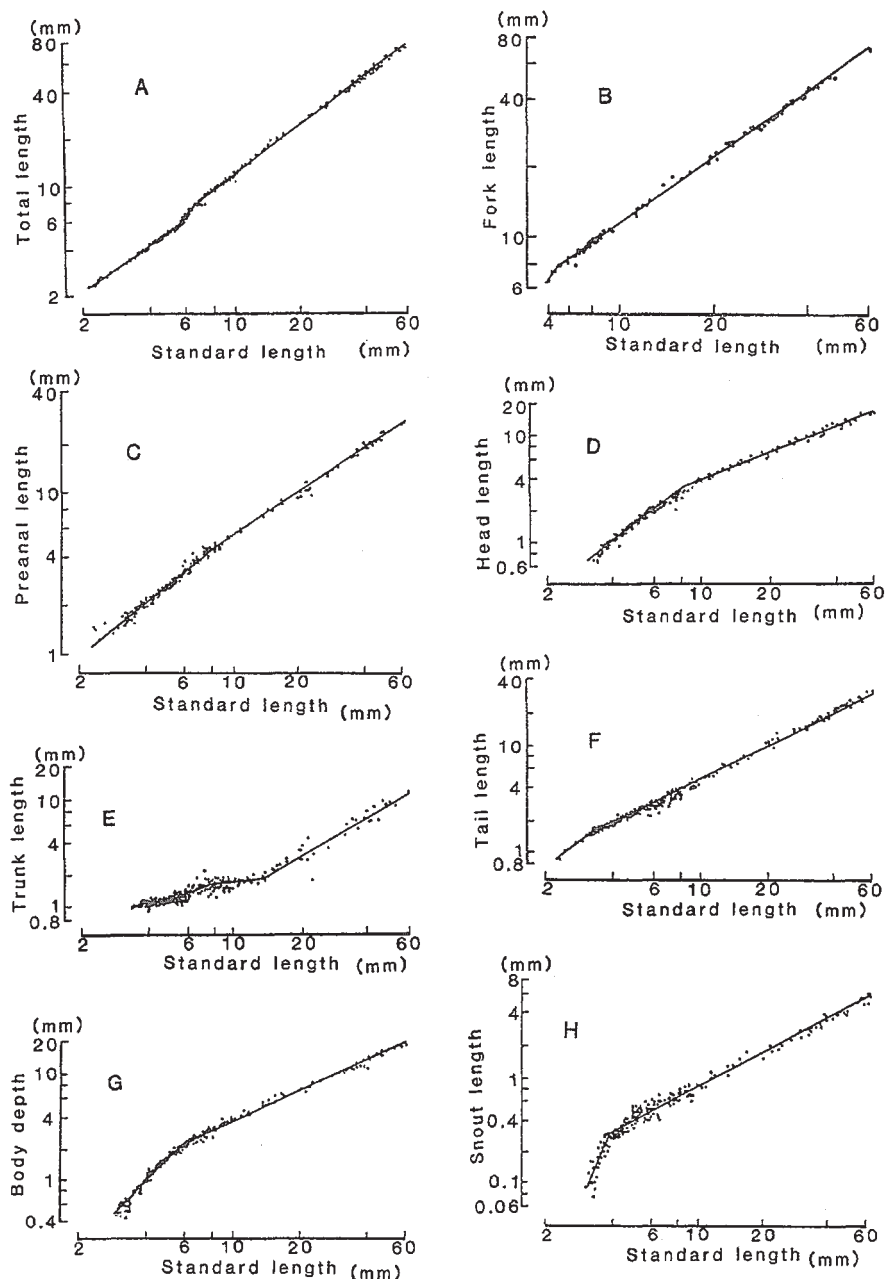 (mm)
80
40
10
6
2
Total length
A
2 6 10 20 60
Standard length (mm)
(mm)
80
40
10
6
Fork length
B
4 10 20 60
Standard length (mm)
(mm)
40
10
4
1
Preanal length
C
2 6 10 20 60
Standard length (mm)
(mm)
20
10
4
1
0.6
Head length
D
2 6 10 20 60
Standard length (mm)
(mm)
20
10
4
1
0.8
Trunk length
E
2 6 10 20 60
Standard length (mm)
(mm)
40
10
4
1
0.8
Tail length
F
2 6 10 20 60
Standard length (mm)
(mm)
20
10
4
1
0.4
Body depth
G
2 6 10 20 60
Standard length (mm)
(mm)
8
4
1
0.4
0.1
0.06
Snout length
H
2 6 10 20 60
Standard length (mm)